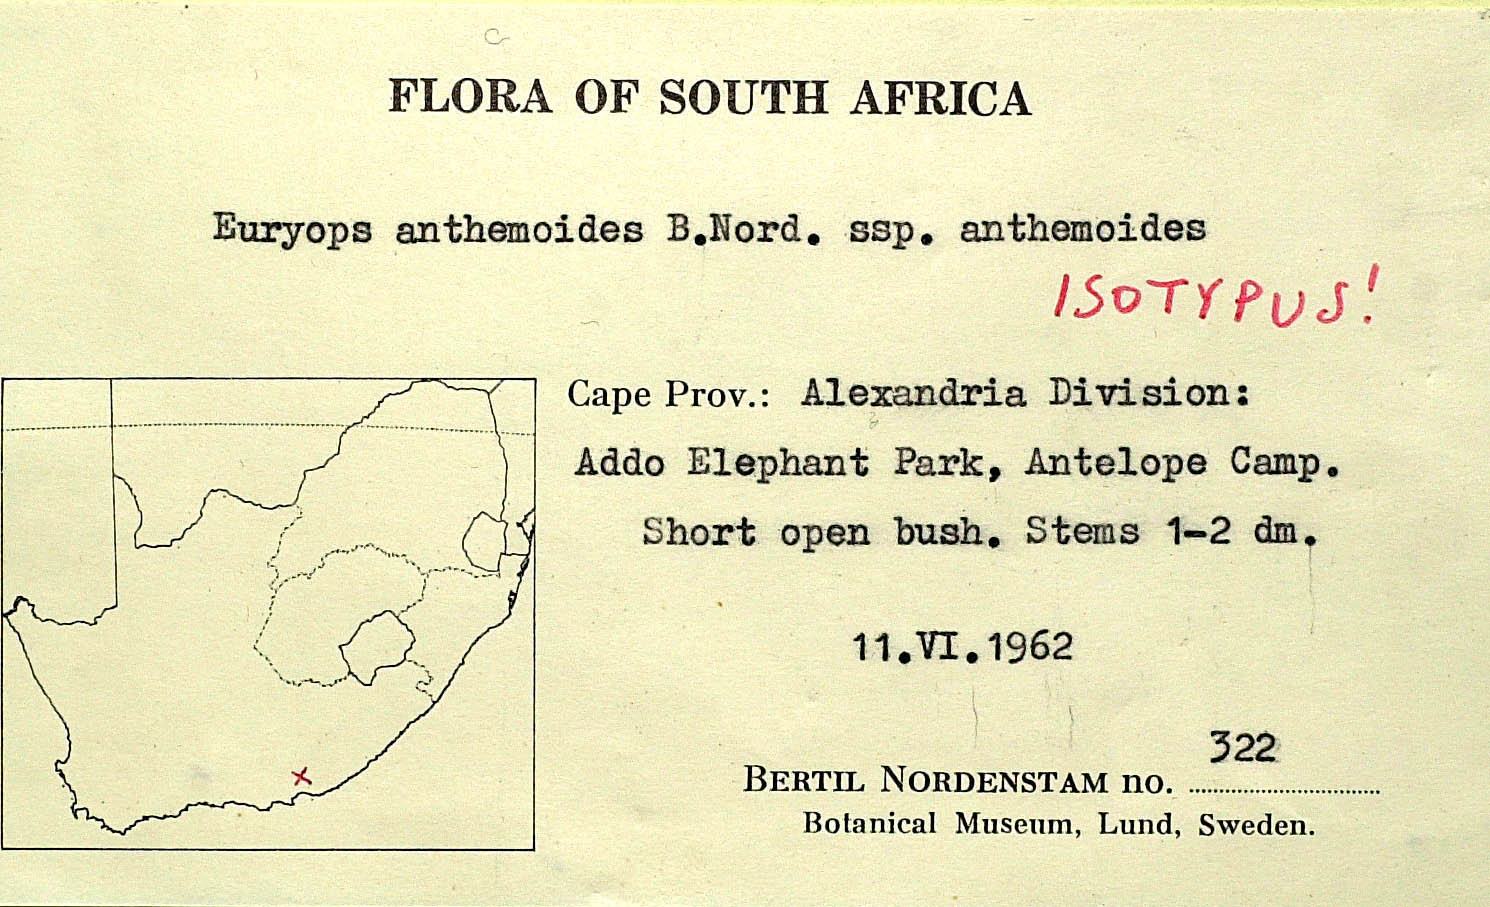 FLORA OF SOUTH AFRICA
Euryops anthemoides B.Nord. ssp. anthemoides
ISOTYPUS!
Cape Prov.: Alexandria Division:
Addo Elephant Park, Antelope Camp.
Short open bush. Stems 1-2 dm.
11.VI.1962
BERTIL NORDENSTAM no. 322
Botanical Museum, Lund, Sweden.